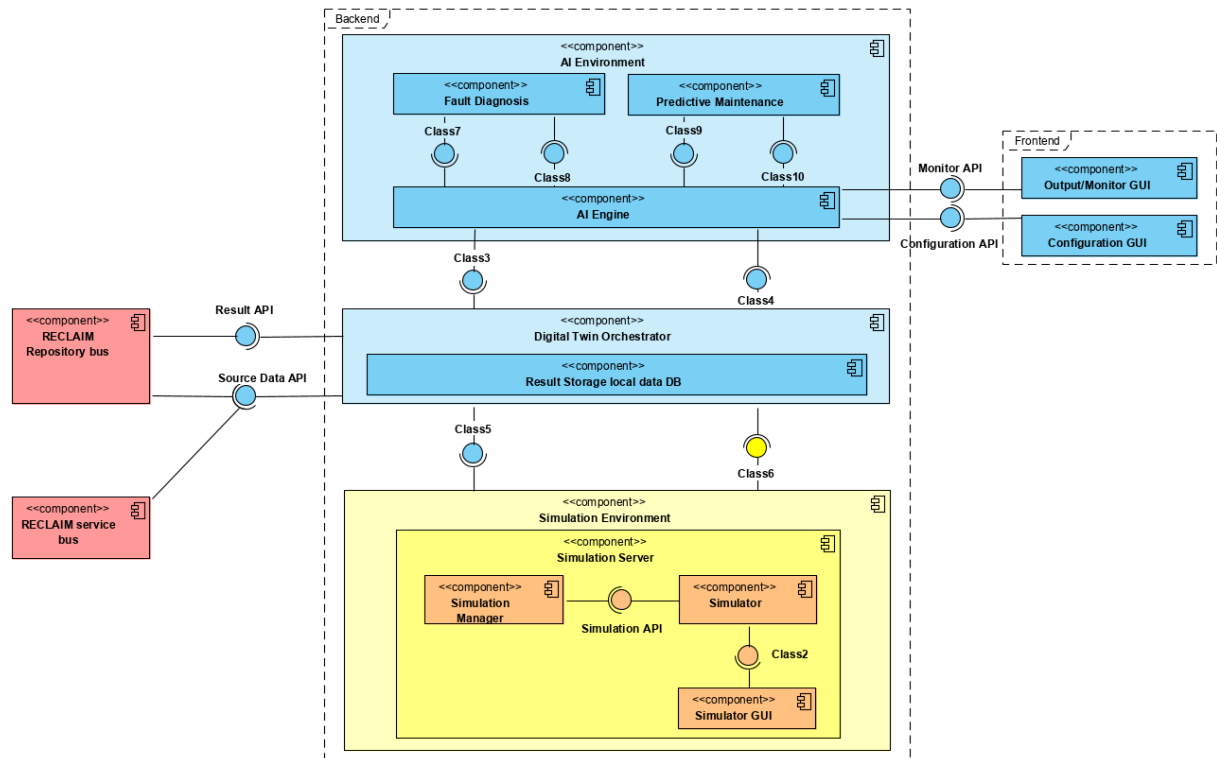 Backend
<<component>>
AI Environment
<<component>>
Fault Diagnosis
<<component>>
Predictive Maintenance
Class7
Class8
Class9
Class10
<<component>>
AI Engine
Monitor API
Configuration API
Frontend
<<component>>
Output/Monitor GUI
<<component>>
Configuration GUI
Class3
Class4
<<component>>
RECLAIM
Repository bus
Result API
Source Data API
<<component>>
Digital Twin Orchestrator
<<component>>
Result Storage local data DB
Class5
Class6
<<component>>
RECLAIM service
bus
<<component>>
Simulation Environment
<<component>>
Simulation Server
<<component>>
Simulation
Manager
Simulation API
<<component>>
Simulator
Class2
<<component>>
Simulator GUI